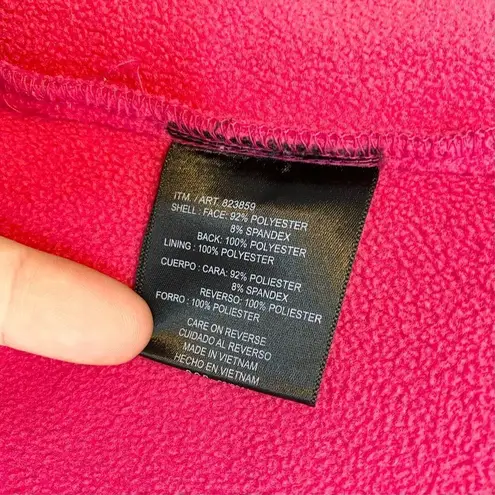 ITM. / ART. 823859
SHELL : FACE: 92% POLYESTER
8% SPANDEX
BACK: 100% POLYESTER
LINING : 100% POLYESTER
CUERPO : CARA: 92% POLIESTER
8% SPANDEX
REVERSO: 100% POLIESTER
FORRO : 100% POLIESTER
CARE ON REVERSE
CUIDADO AL REVERSO
MADE IN VIETNAM
HECHO EN VIETNAM